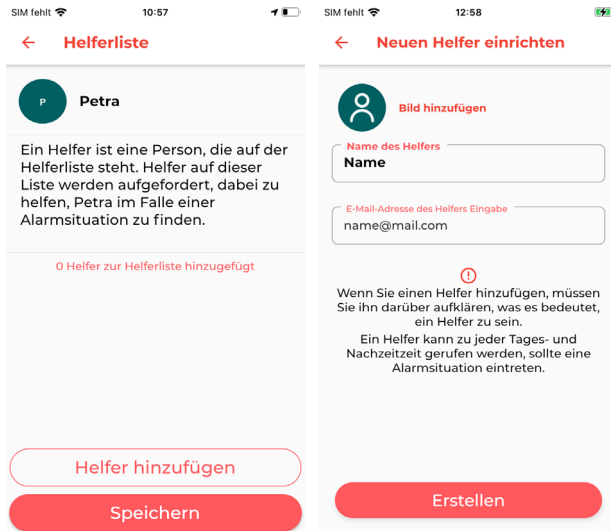 SIM fehlt 10:57
Helferliste
P Petra
Ein Helfer ist eine Person, die auf der
Helferliste steht. Helfer auf dieser
Liste werden aufgefordert, dabei zu
helfen, Petra im Falle einer
Alarmsituation zu finden.
0 Helfer zur Helferliste hinzugefügt
Helfer hinzufügen
Speichern
SIM fehlt 12:58
Neuen Helfer einrichten
Bild hinzufügen
Name des Helfers
Name
E-Mail-Adresse des Helfers Eingabe
name@mail.com
Wenn Sie einen Helfer hinzufügen, müssen
Sie ihn darüber aufklären, was es bedeutet,
ein Helfer zu sein.
Ein Helfer kann zu jeder Tages- und
Nachzeitzeit gerufen werden, sollte eine
Alarmsituation eintreten.
Erstellen